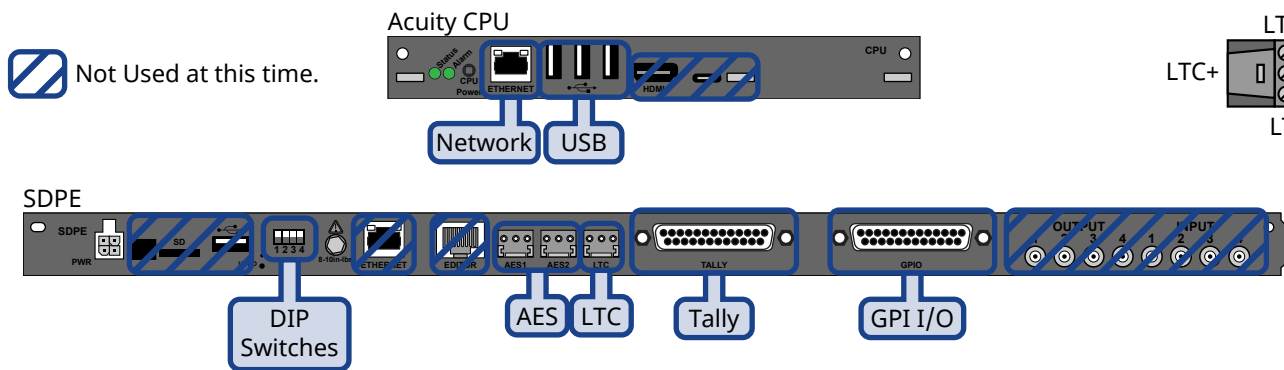 Acuity CPU
Not Used at this time.
Status
Alarm
CPU
Power
ETHERNET
HDMI
CPU
Network
USB
LTC+
SDPE
SDPE
PWR
SD
1 2 3 4
8-10in-lbs
ETHERNET
EDITOR
AES1
AES2
LTC
TALLY
GPIO
OUTPUT
INPUT
3 4 1 2 3
DIP
Switches
AES
LTC
Tally
GPI I/O